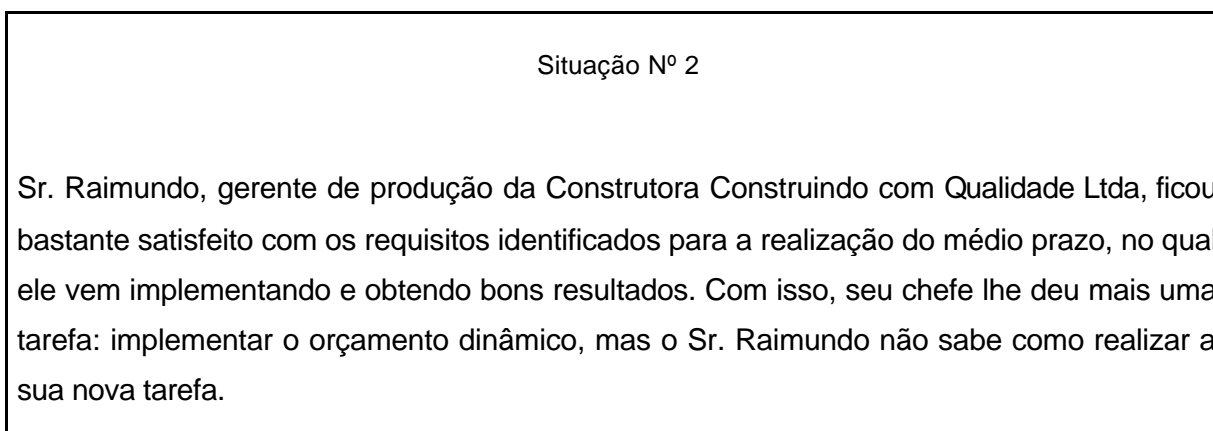 Situação Nº 2
Sr. Raimundo, gerente de produção da Construtora Construindo com Qualidade Ltda, ficou
bastante satisfeito com os requisitos identificados para a realização do médio prazo, no qual
ele vem implementando e obtendo bons resultados. Com isso, seu chefe lhe deu mais uma
tarefa: implementar o orçamento dinâmico, mas o Sr. Raimundo não sabe como realizar a
sua nova tarefa.